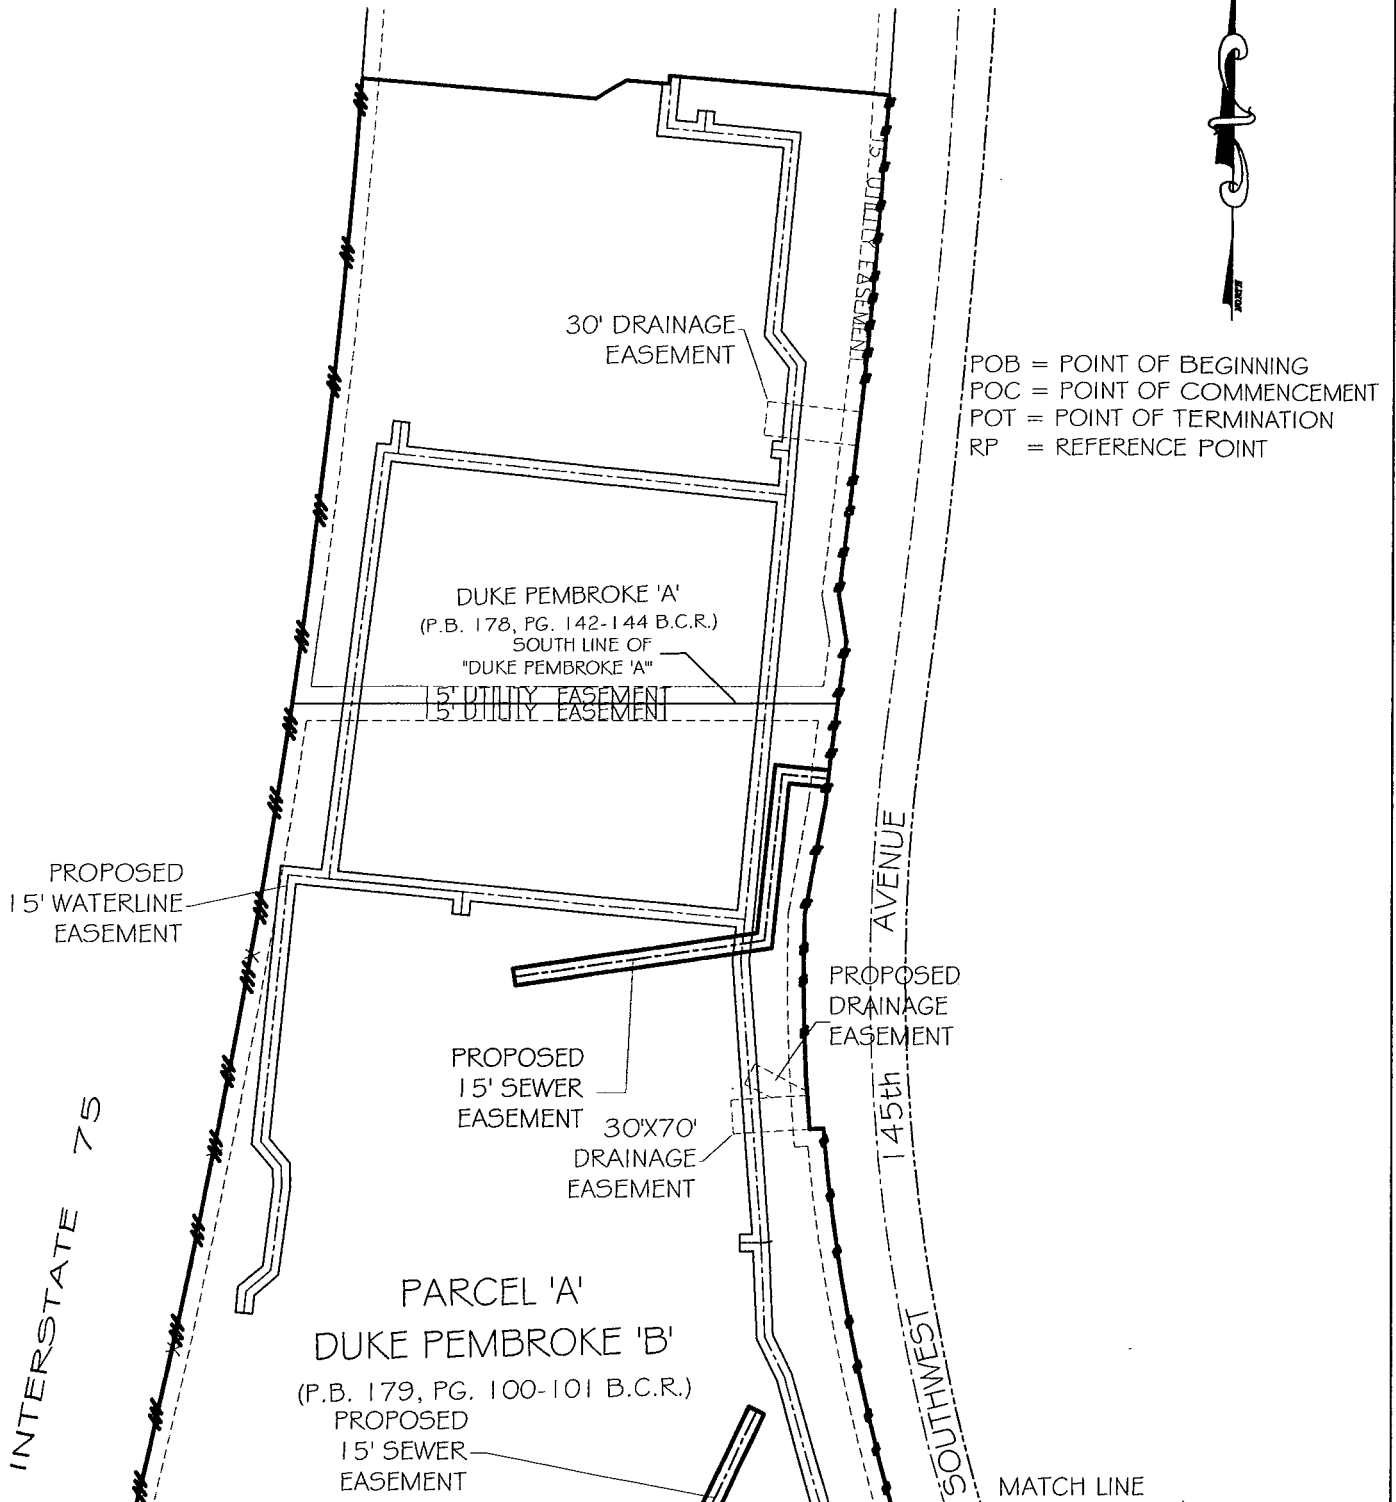 15' UTILITY EASEMENT
30' DRAINAGE
EASEMENT
POB = POINT OF BEGINNING
POC = POINT OF COMMENCEMENT
POT = POINT OF TERMINATION
RP = REFERENCE POINT
DUKE PEMBROKE 'A'
(P.B. 178, PG. 142-144 B.C.R.)
SOUTH LINE OF
"DUKE PEMBROKE 'A'"
15' UTILITY EASEMENT
15' UTILITY EASEMENT
PROPOSED
15' WATERLINE
EASEMENT
PROPOSED
DRAINAGE
EASEMENT
PROPOSED
15' SEWER
EASEMENT
30'X70'
DRAINAGE
EASEMENT
SOUTHWEST 145th AVENUE
INTERSTATE 75
PARCEL 'A'
DUKE PEMBROKE 'B'
(P.B. 179, PG. 100-101 B.C.R.)
PROPOSED
15' SEWER
EASEMENT
MATCH LINE